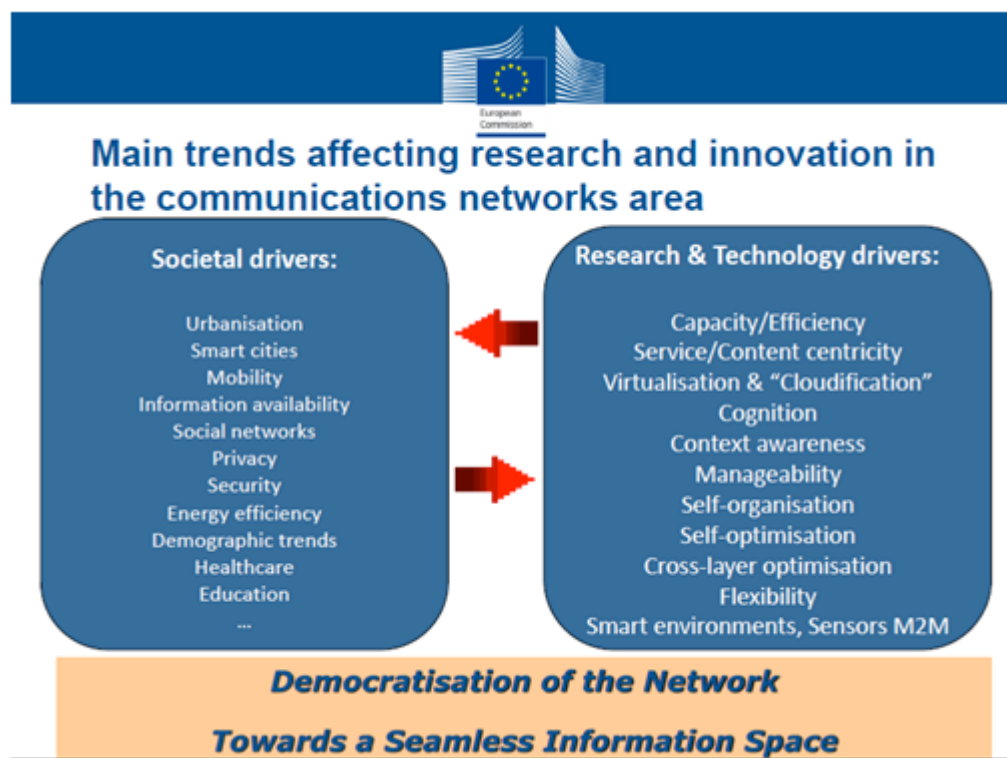 European
Commission
Main trends affecting research and innovation in
the communications networks area
Societal drivers:
Urbanisation
Smart cities
Mobility
Information availability
Social networks
Privacy
Security
Energy efficiency
Demographic trends
Healthcare
Education
...
Research & Technology drivers:
Capacity/Efficiency
Service/Content centricity
Virtualisation & “Cloudification”
Cognition
Context awareness
Manageability
Self-organisation
Self-optimisation
Cross-layer optimisation
Flexibility
Smart environments, Sensors M2M
Democratisation of the Network
Towards a Seamless Information Space